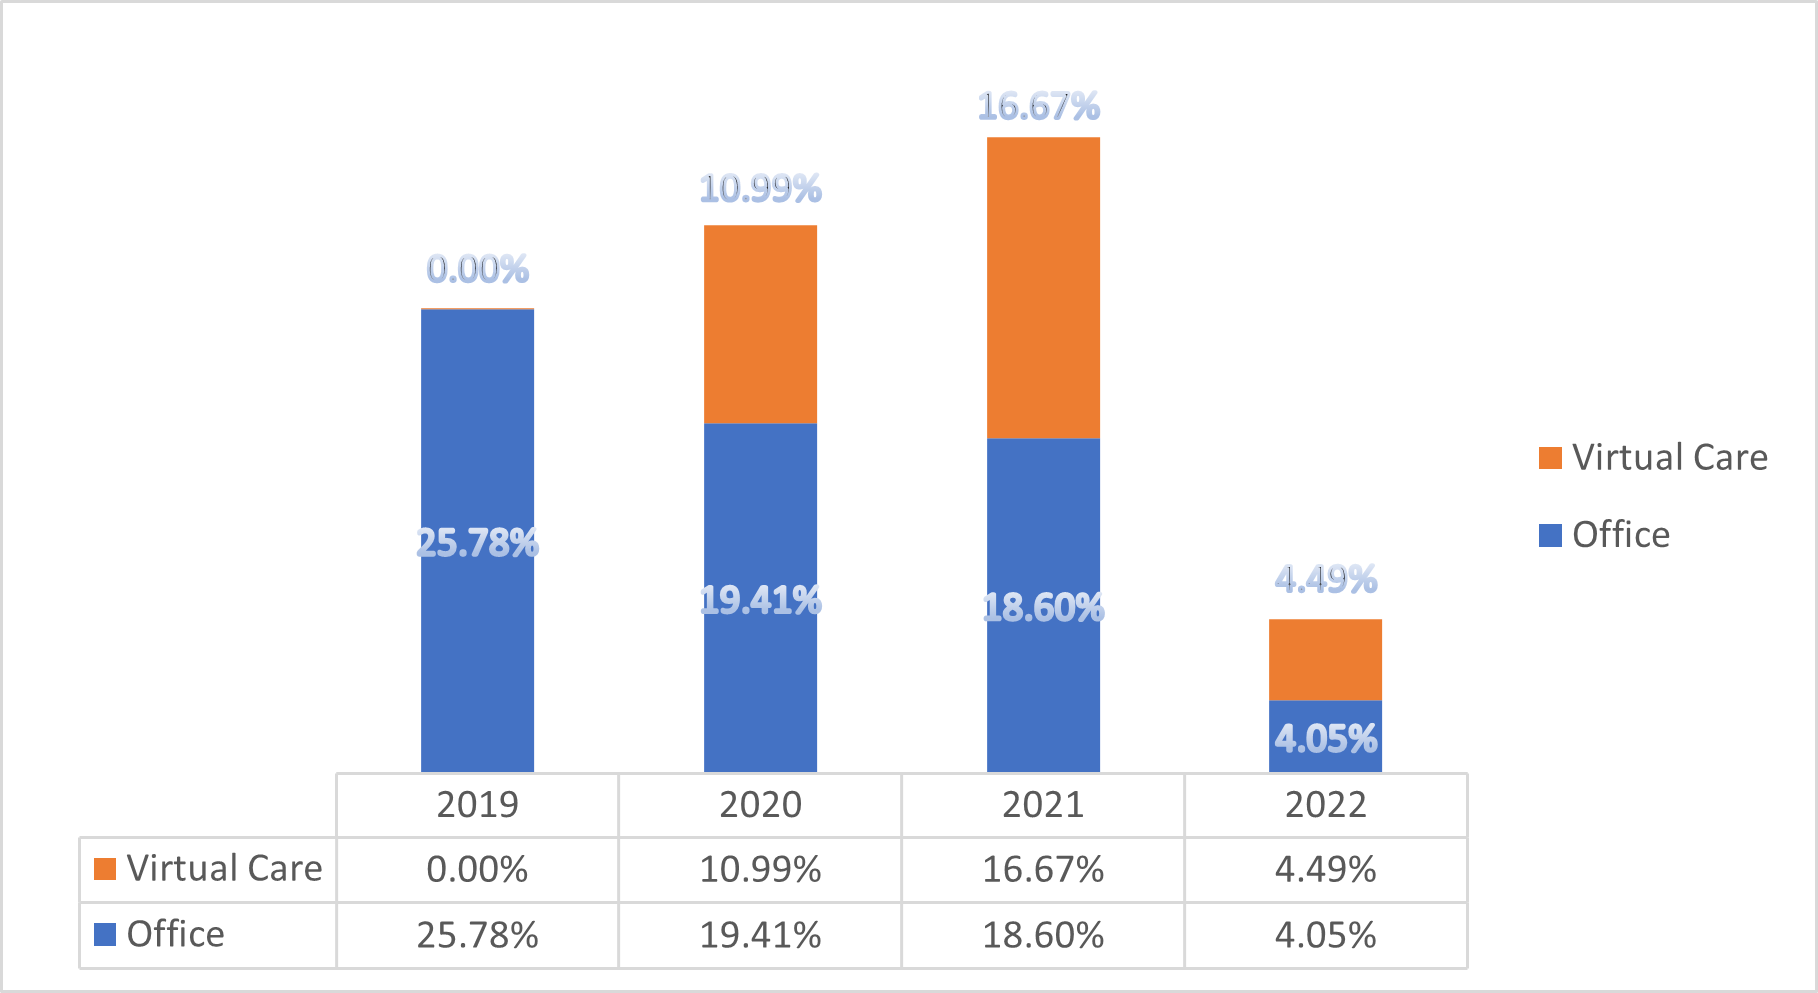 16.67%
10.99%
0.00%
Virtual Care
25.78%
Office
4.49%
19.41%
18.60%
4.05%
2019 2020 2021 2022
Virtual Care 0.00% 10.99% 16.67% 4.49%
Office 25.78% 19.41% 18.60% 4.05%